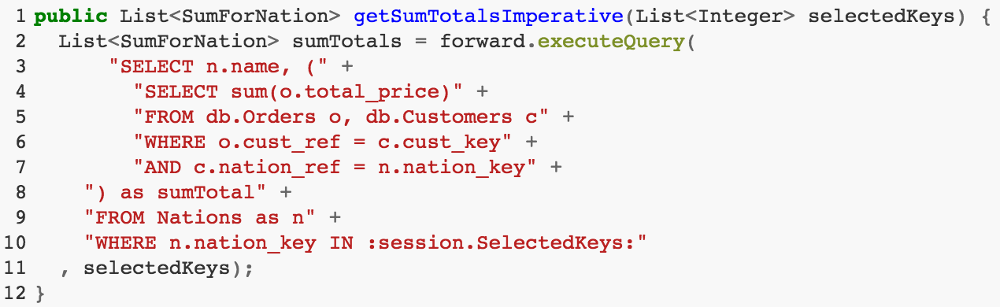 1 public List<SumForNation> getSumTotalsImperative(List<Integer> selectedKeys) {
2   List<SumForNation> sumTotals = forward.executeQuery(
3       "SELECT n.name, (" +
4         "SELECT sum(o.total_price)" +
5         "FROM db.Orders o, db.Customers c" +
6         "WHERE o.cust_ref = c.cust_key" +
7         "AND c.nation_ref = n.nation_key" +
8     ") as sumTotal" +
9     "FROM Nations as n" +
10     "WHERE n.nation_key IN :session.SelectedKeys:"
11   , selectedKeys);
12 }